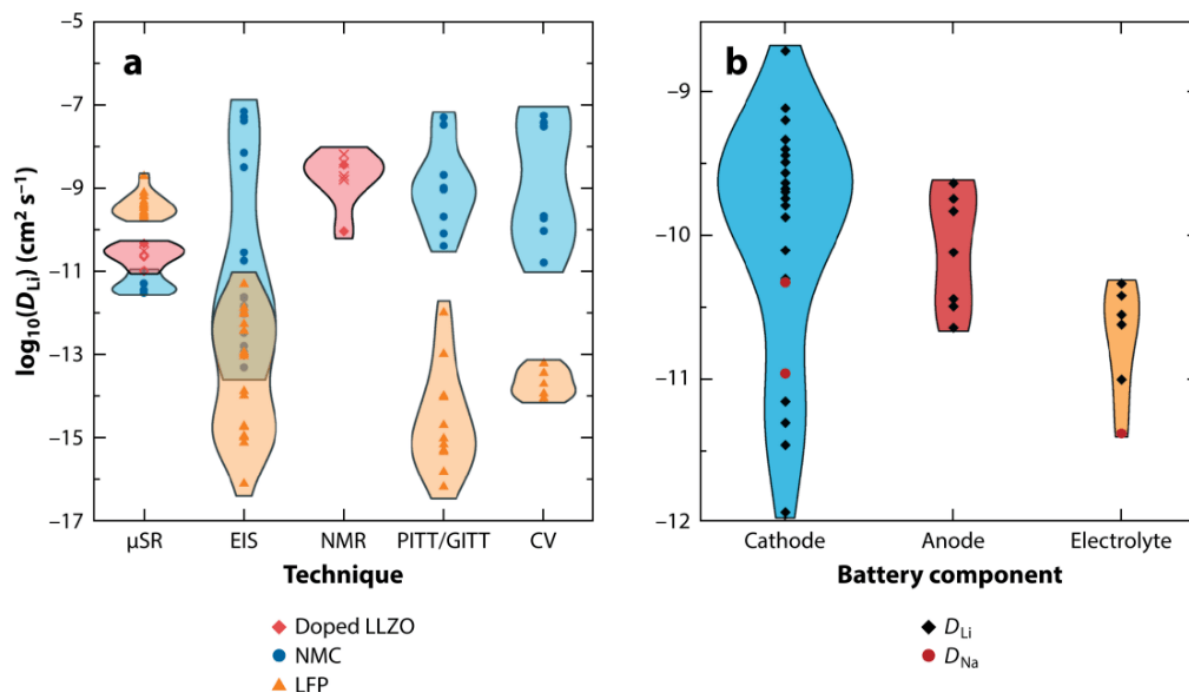 a
log10(DLi) (cm2 s−1)
−5
−7
−9
−11
−13
−15
−17
μSR
EIS
NMR
PITT/GITT
CV
Technique
Doped LLZO
NMC
LFP
b
−9
−10
−11
−12
Cathode
Anode
Electrolyte
Battery component
DLi
DNa